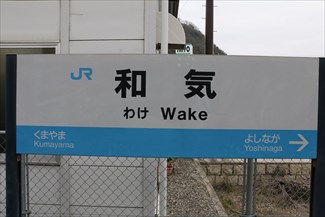 JR
和気
わけ Wake
くまやま よしなが
Kumayama Yoshinaga